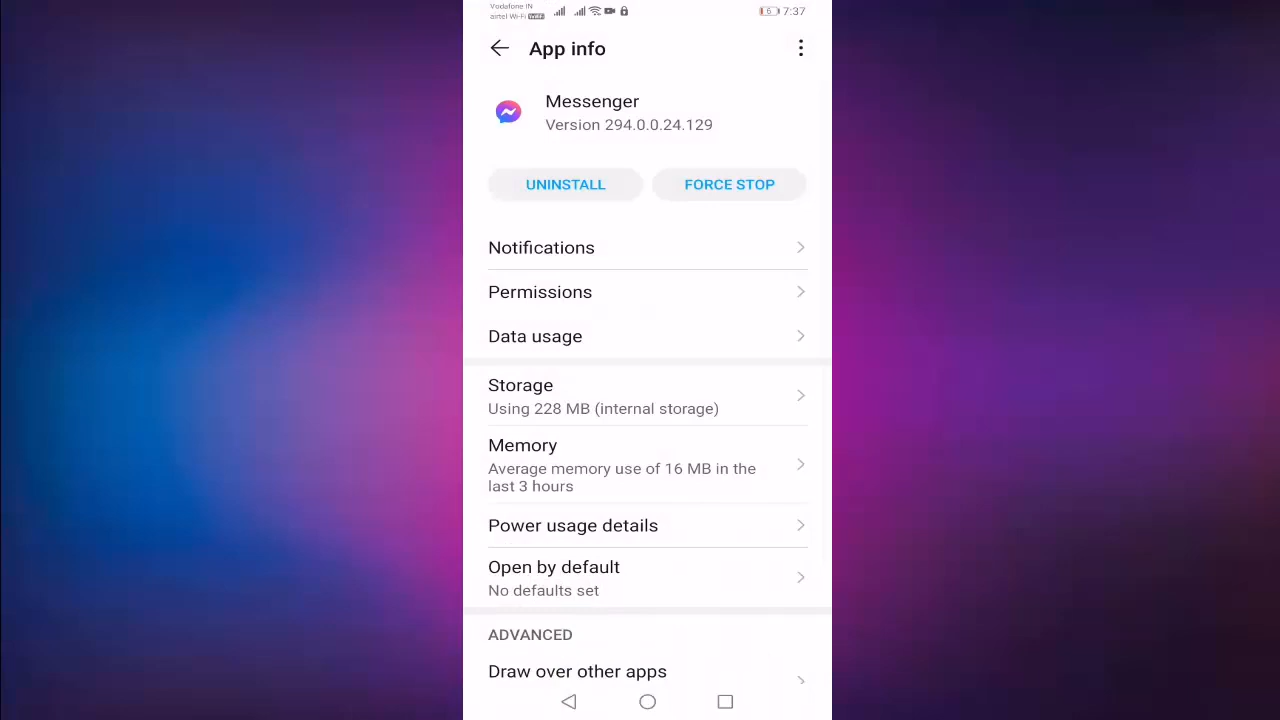 Vodafone IN
airtel Wi-Fi VoWiFi
6 7:37
App info
Messenger
Version 294.0.0.24.129
UNINSTALL FORCE STOP
Notifications
Permissions
Data usage
Storage
Using 228 MB (internal storage)
Memory
Average memory use of 16 MB in the
last 3 hours
Power usage details
Open by default
No defaults set
ADVANCED
Draw over other apps